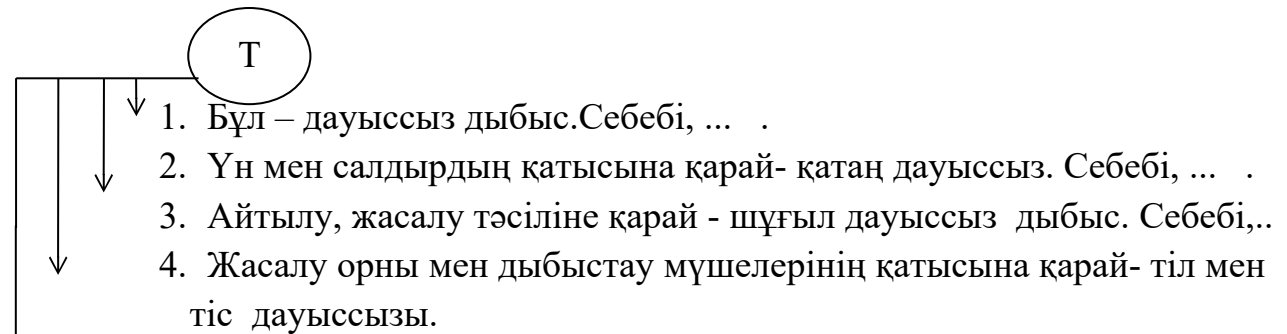 Т
1. Бұл – дауыссыз дыбыс.Себебі, ... .
2. Үн мен салдырдың қатысына қарай- қатаң дауыссыз. Себебі, ... .
3. Айтылу, жасалу тәсіліне қарай - шұғыл дауыссыз дыбыс. Себебі,..
4. Жасалу орны мен дыбыстау мүшелерінің қатысына қарай- тіл мен
тіс дауыссызы.